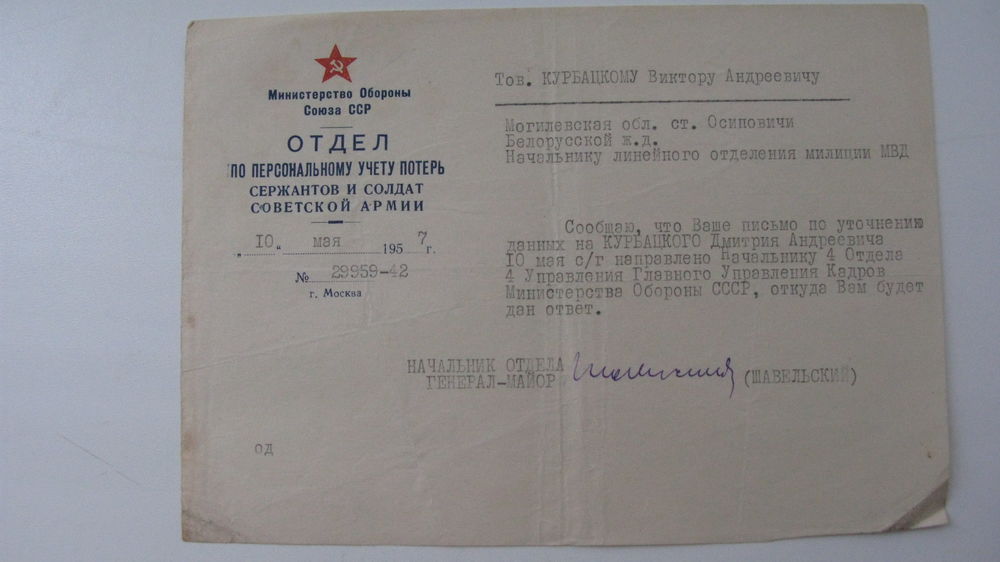 Министерство Обороны
Союза ССР
ОТДЕЛ
ПО ПЕРСОНАЛЬНОМУ УЧЕТУ ПОТЕРЬ
СЕРЖАНТОВ И СОЛДАТ
СОВЕТСКОЙ АРМИИ
„10“ мая 1957 г.
№ 29959-42
г. Москва
Тов. КУРБАЦКОМУ Виктору Андреевичу
Могилевская обл. ст. Осиповичи
Белорусской ж.д.
Начальнику линейного отделения милиции МВД
Сообщаю, что Ваше письмо по уточнению
данных на КУРБАЦКОГО Дмитрия Андреевича
10 мая с/г направлено Начальнику 4 Отдела
4 Управления Главного Управления Кадров
Министерства Обороны СССР, откуда Вам будет
дан ответ.
НАЧАЛЬНИК ОТДЕЛА
ГЕНЕРАЛ-МАЙОР (ШАВЕЛЬСКИЙ)
од